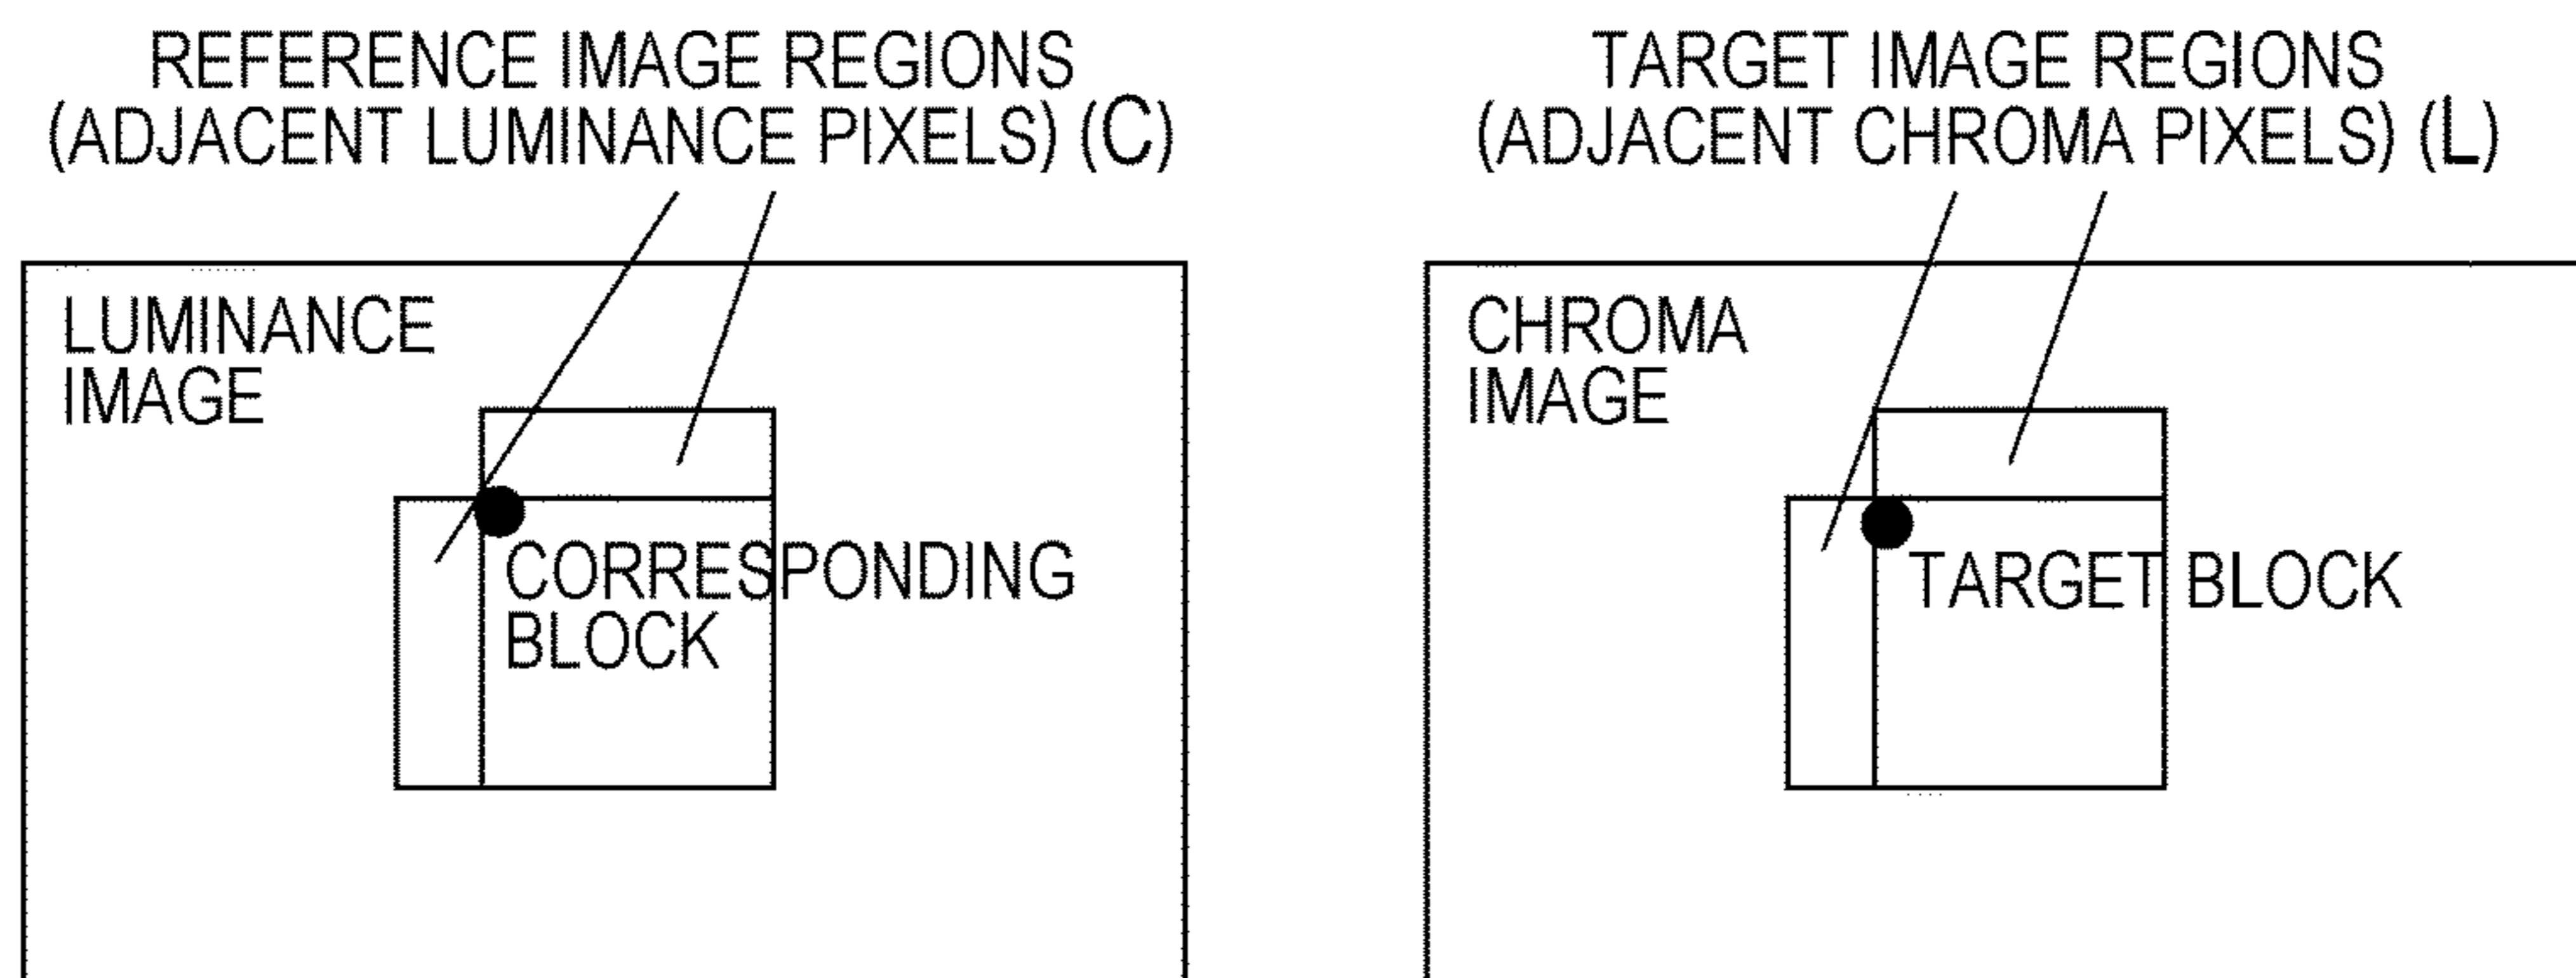 REFERENCE IMAGE REGIONS
(ADJACENT LUMINANCE PIXELS) (C)
LUMINANCE
IMAGE
CORRESPONDING
BLOCK
TARGET IMAGE REGIONS
(ADJACENT CHROMA PIXELS) (L)
CHROMA
IMAGE
TARGET BLOCK